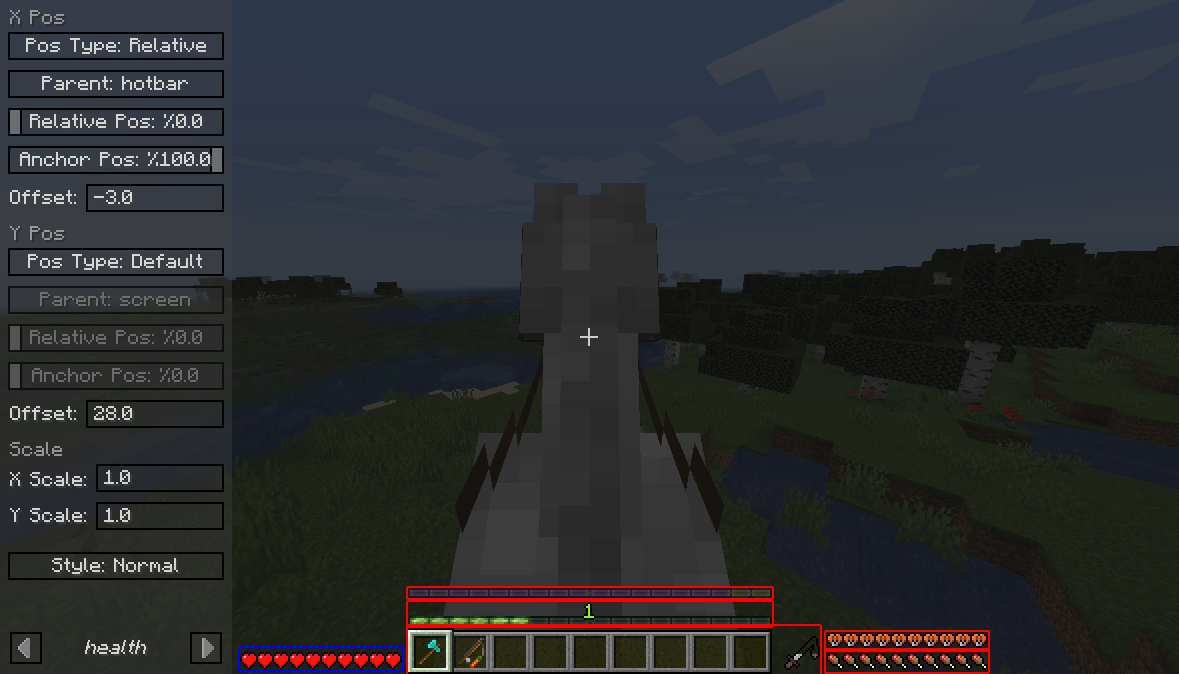 X Pos
Pos Type: Relative
Parent: hotbar
Relative Pos: %0.0
Anchor Pos: %100.0
Offset: -3.0
Y Pos
Pos Type: Default
Parent: screen
Relative Pos: %0.0
Anchor Pos: %0.0
Offset: 28.0
Scale
X Scale: 1.0
Y Scale: 1.0
Style: Normal
health
1